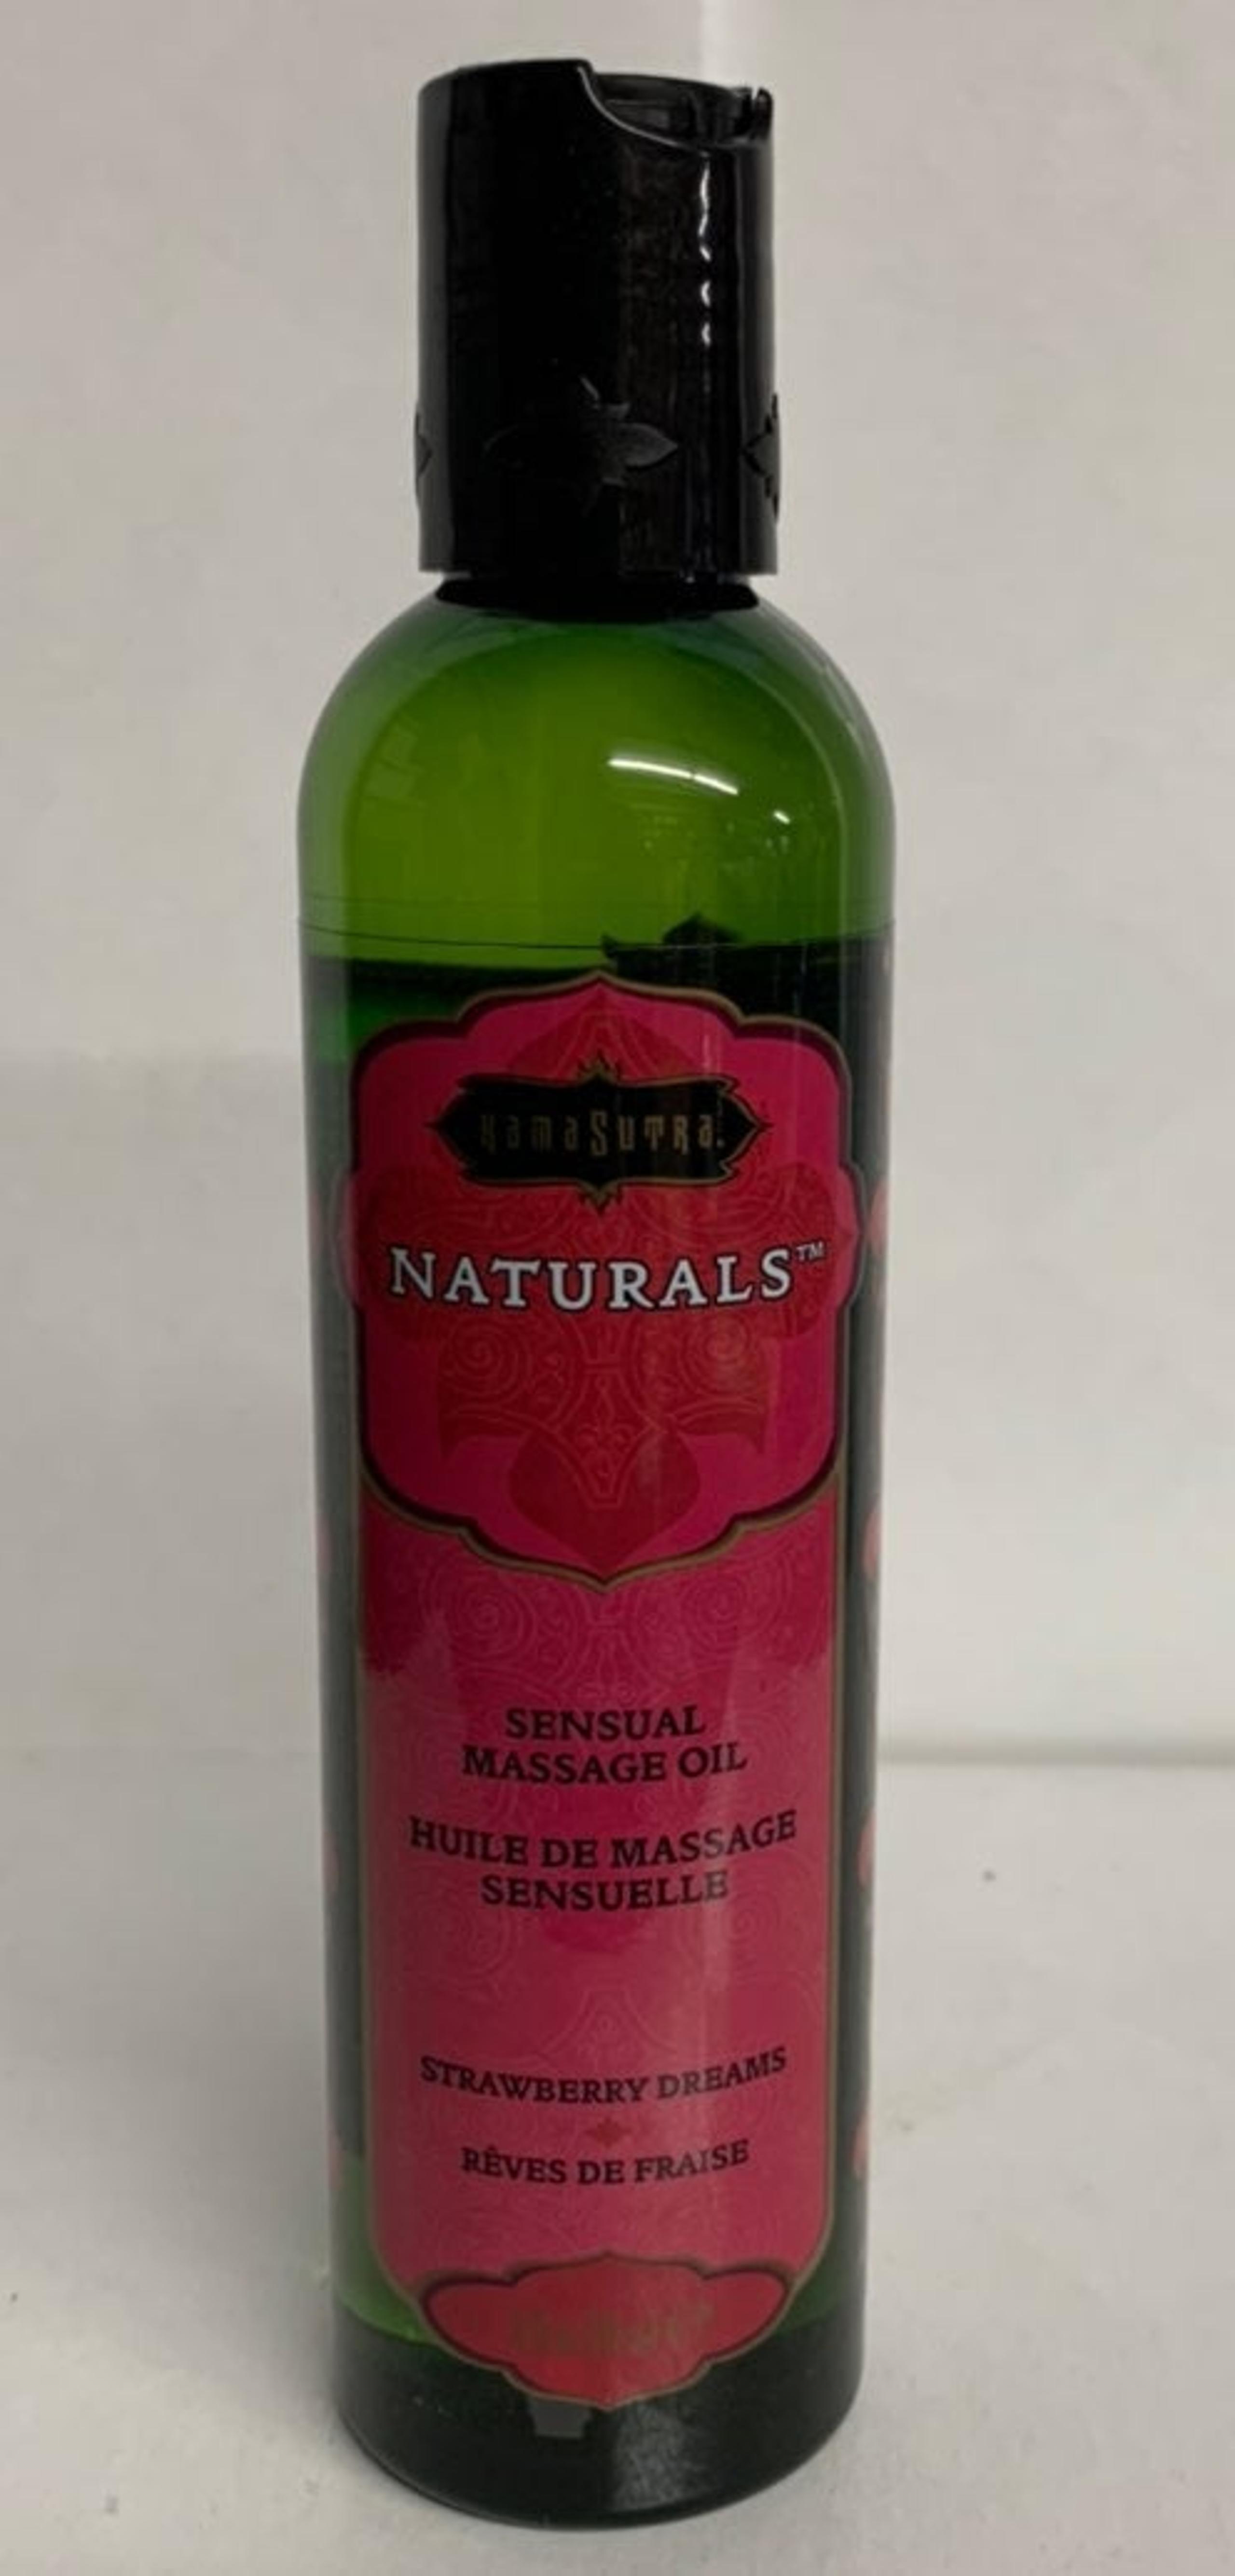 KamaSutra
NATURALS™
SENSUAL
MASSAGE OIL
HUILE DE MASSAGE
SENSUELLE
STRAWBERRY DREAMS
RÊVES DE FRAISE